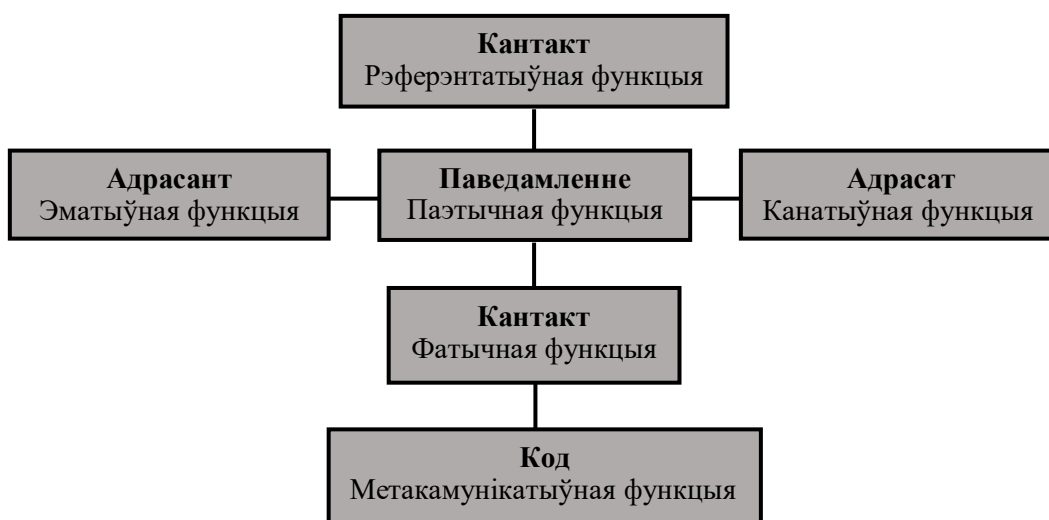 Кантакт
Рэферэнтатыўная функцыя
Адрасант
Эматыўная функцыя
Паведамленне
Паэтычная функцыя
Адрасат
Канатыўная функцыя
Кантакт
Фатычная функцыя
Код
Метакамунікатыўная функцыя